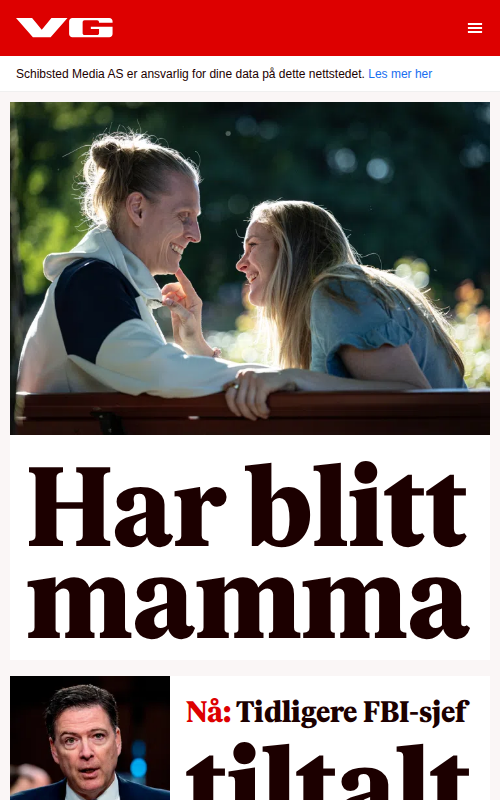 VG
Schibsted Media AS er ansvarlig for dine data på dette nettstedet. Les mer her
Har blitt
mamma
Nå: Tidligere FBI-sjef
tiltalt